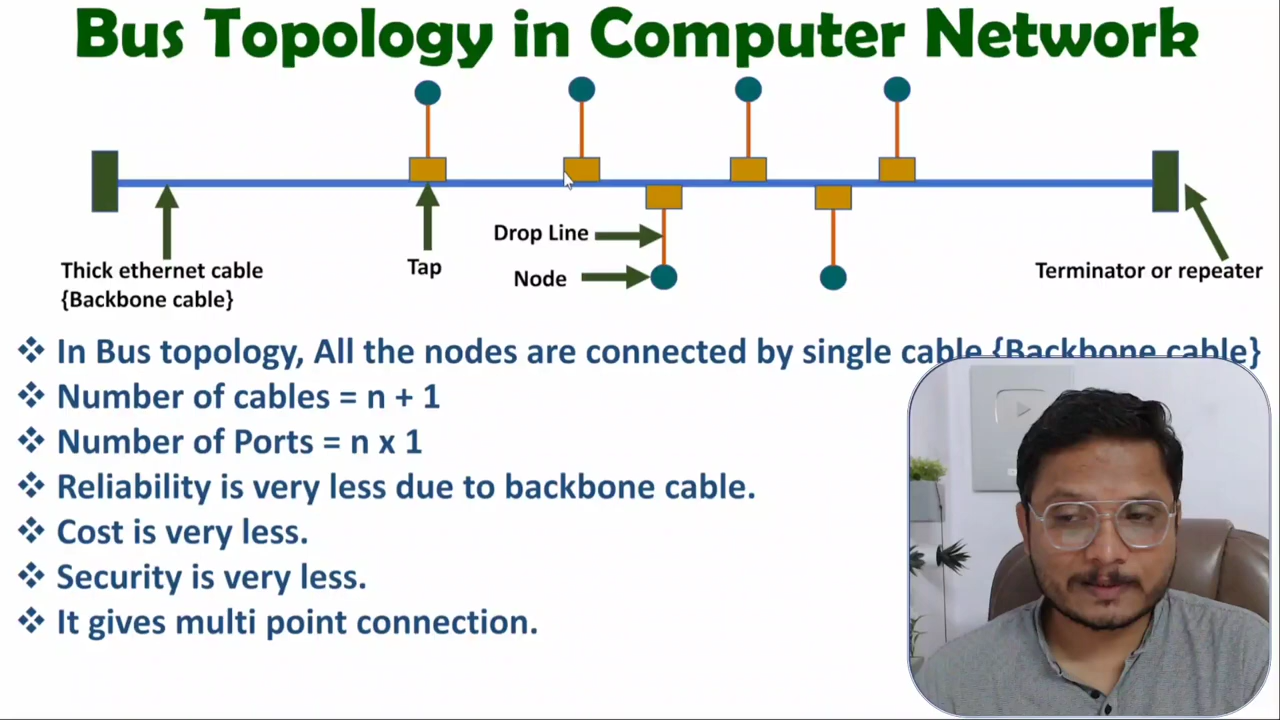 Bus Topology in Computer Network
Drop Line
Tap
Node
Thick ethernet cable
{Backbone cable}
Terminator or repeater
❖ In Bus topology, All the nodes are connected by single cable {Backbone cable}
❖ Number of cables = n + 1
❖ Number of Ports = n x 1
❖ Reliability is very less due to backbone cable.
❖ Cost is very less.
❖ Security is very less.
❖ It gives multi point connection.